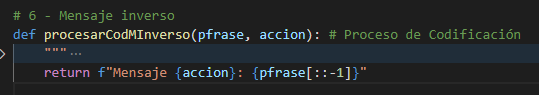 # 6 - Mensaje inverso
def procesarCodMInverso(pfrase, accion): # Proceso de Codificación
""" ...
return f"Mensaje {accion}: {pfrase[::-1]}"